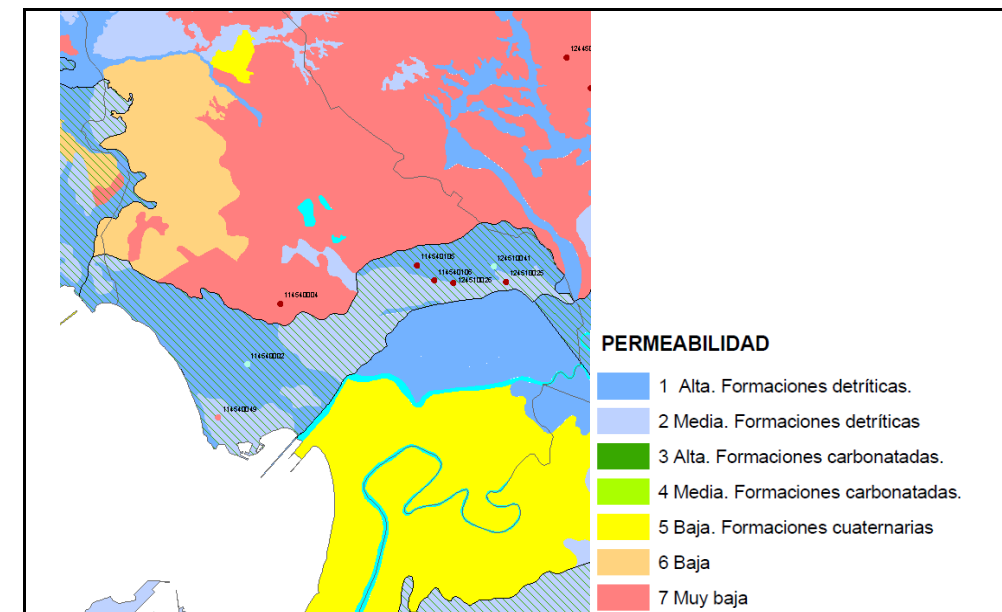 124450
114540105
124510041
114540106
124510026
124510025
114540004
114540002
114540049
PERMEABILIDAD
1 Alta. Formaciones detríticas.
2 Media. Formaciones detríticas
3 Alta. Formaciones carbonatadas.
4 Media. Formaciones carbonatadas.
5 Baja. Formaciones cuaternarias
6 Baja
7 Muy baja